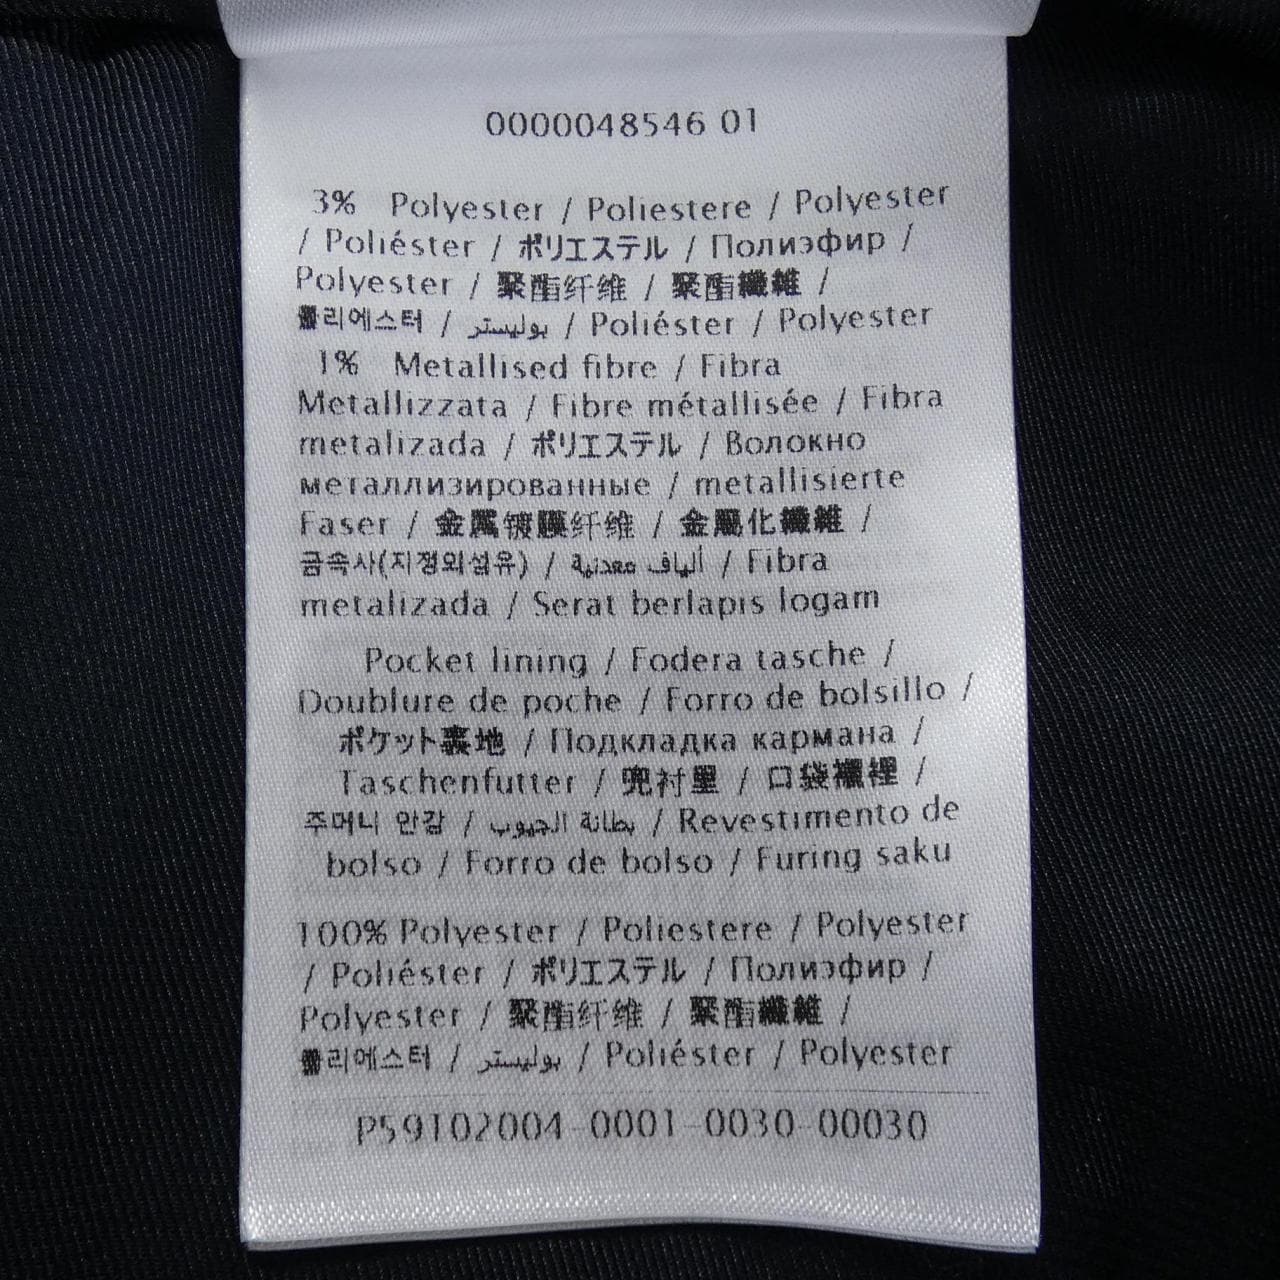 0000048546 01
3% Polyester / Poliestere / Polyester
/ Poliéster / ポリエステル / Полиэфир /
Polyester / 聚酯纤维 / 聚酯纖維 /
폴리에스터 / بوليستر / Poliéster / Polyester
1% Metallised fibre / Fibra
Metallizzata / Fibre métallisée / Fibra
metalizada / ポリエステル / Волокно
металлизированные / metallisierte
Faser / 金属镀膜纤维 / 金屬化纖維 /
금속사(지정외섬유) / ألياف معدنية / Fibra
metalizada / Serat berlapis logam
Pocket lining / Fodera tasche /
Doublure de poche / Forro de bolsillo /
ポケット裏地 / Подкладка кармана /
Taschenfutter / 兜衬里 / 口袋襯裡 /
주머니 안감 / بطانة الجيوب / Revestimento de
bolso / Forro de bolso / Furing saku
100% Polyester / Poliestere / Polyester
/ Poliéster / ポリエステル / Полиэфир /
Polyester / 聚酯纤维 / 聚酯纖維 /
폴리에스터 / بوليستر / Poliéster / Polyester
P59102004-0001-0030-00030